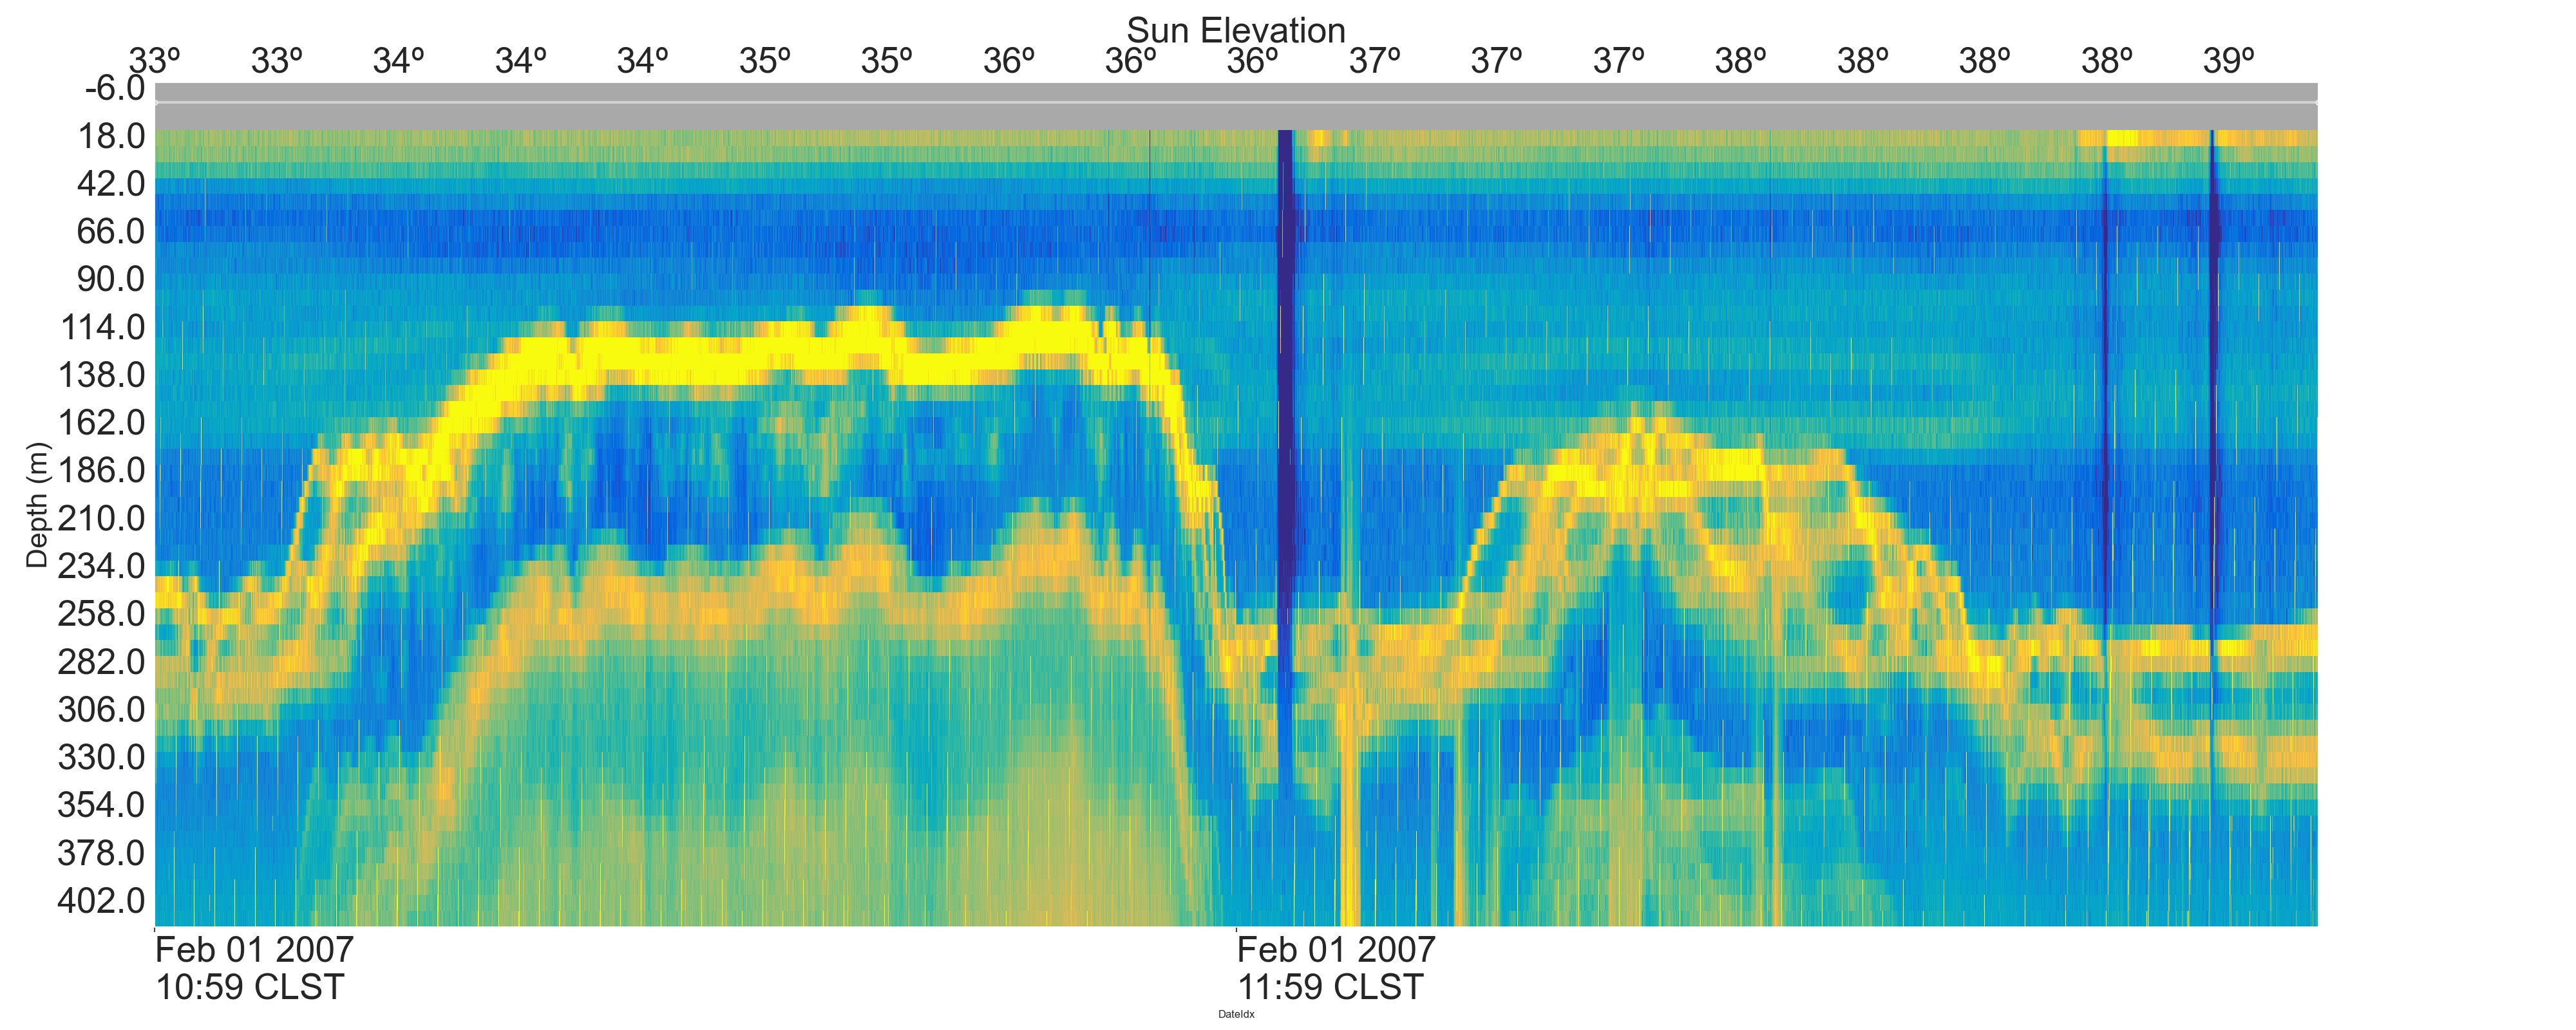 Sun Elevation
33º 33º 34º 34º 34º 35º 35º 36º 36º 36º 37º 37º 37º 38º 38º 38º 38º 39º
-6.0
18.0
42.0
66.0
90.0
114.0
138.0
162.0
186.0
210.0
234.0
258.0
282.0
306.0
330.0
354.0
378.0
402.0
Depth (m)
Feb 01 2007
10:59 CLST
Feb 01 2007
11:59 CLST
DateIdx